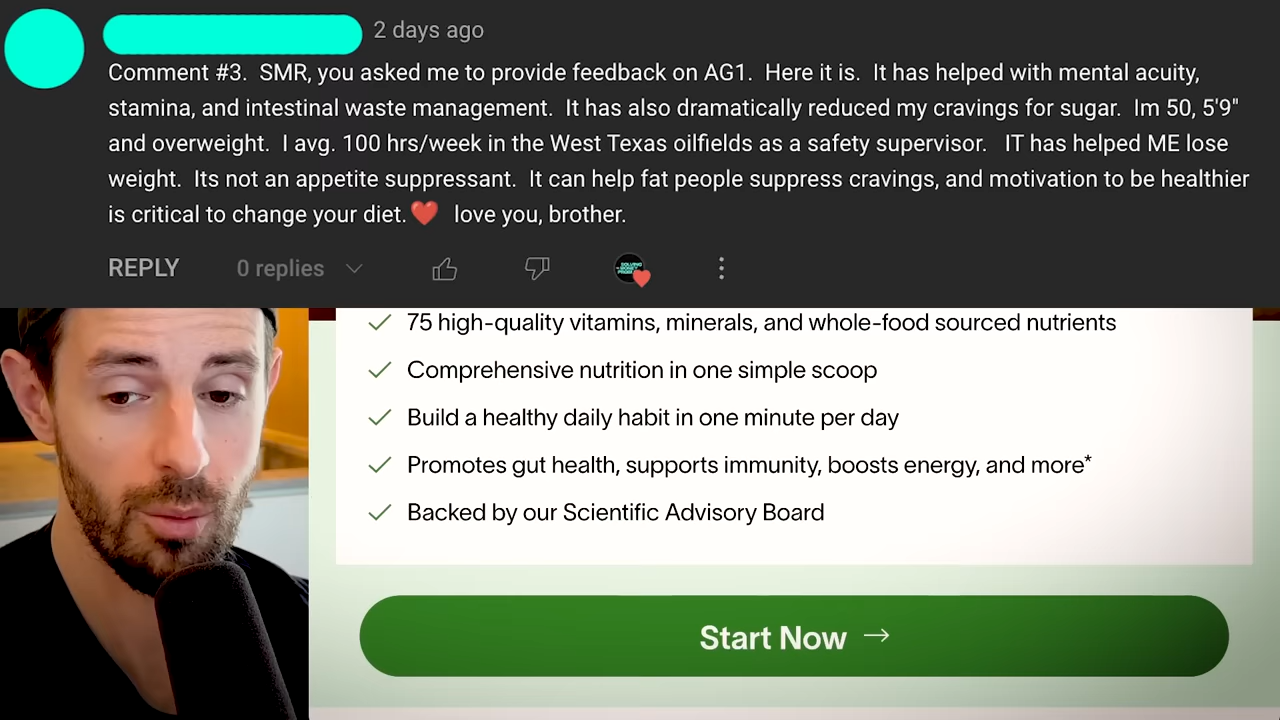 2 days ago
Comment #3.  SMR, you asked me to provide feedback on AG1.  Here it is.  It has helped with mental acuity,
stamina, and intestinal waste management.  It has also dramatically reduced my cravings for sugar.  Im 50, 5'9"
and overweight.  I avg. 100 hrs/week in the West Texas oilfields as a safety supervisor.   IT has helped ME lose
weight.  Its not an appetite suppressant.  It can help fat people suppress cravings, and motivation to be healthier
is critical to change your diet.❤️  love you, brother.
REPLY 0 replies
75 high-quality vitamins, minerals, and whole-food sourced nutrients
Comprehensive nutrition in one simple scoop
Build a healthy daily habit in one minute per day
Promotes gut health, supports immunity, boosts energy, and more*
Backed by our Scientific Advisory Board
Start Now →